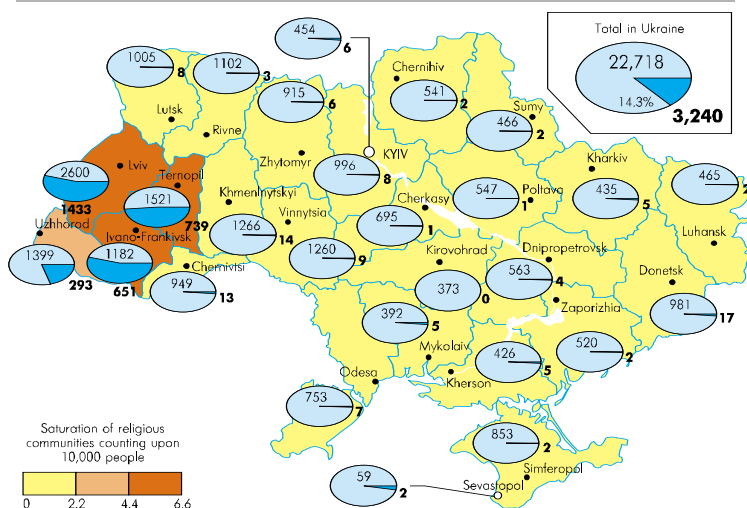 Total in Ukraine
22,718
14.3%
3,240
454
6
1005
8
1102
3
915
6
Chernihiv
541
2
Sumy
466
2
Lutsk
Rivne
Zhytomyr
KYIV
996
8
Kharkiv
435
5
465
2
Lviv
2600
1433
Ternopil
1521
739
Khmelnytskyi
1266
14
Vinnytsia
1260
9
Cherkasy
695
1
547
1
Poltava
Luhansk
Uzhhorod
1399
293
Ivano-Frankivsk
1182
651
Chernivtsi
949
13
Kirovohrad
373
0
Dnipropetrovsk
563
4
Donetsk
981
17
Zaporizhia
520
2
392
5
Mykolaiv
426
5
Kherson
Odesa
753
7
853
2
Simferopol
Sevastopol
59
2
Saturation of religious
communities counting upon
10,000 people
0 2.2 4.4 6.6